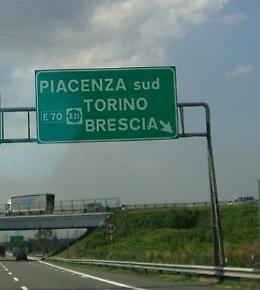 PIACENZA sud
TORINO
E 70 A21
BRESCIA